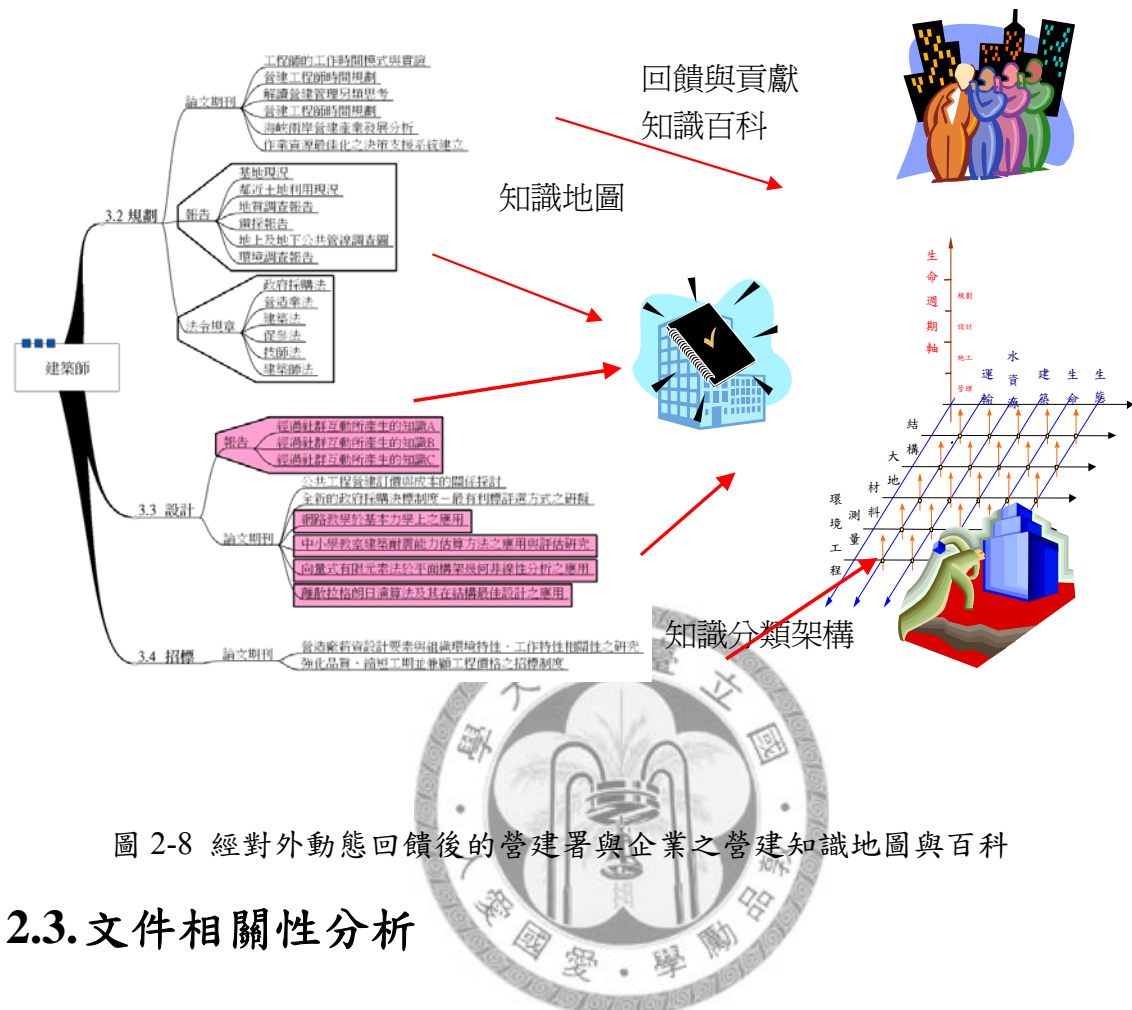 工程師的工作時間模式與實證
營建工程師時間規劃
解讀營建管理另類思考
營建工程師時間規劃
海峽兩岸營建產業發展分析
作業資源最佳化之決策支援系統建立
論文期刊
基地現況
鄰近土地利用現況
地質調查報告
鑽探報告
地上及地下公共管線調查圖
環境調查報告
報告
3.2 規劃
政府採購法
營造業法
建築法
促參法
技師法
建築師法
法令規章
建築師
經過社群互動所產生的知識A
經過社群互動所產生的知識B
經過社群互動所產生的知識C
報告
3.3 設計
公共工程營建訂價與成本的關係探討
全新的政府採購決標制度－最有利標評選方式之研擬
網路教學於基本力學上之應用
中小學教室建築耐震能力估算方法之應用與評估研究
向量式有限元素法於平面構架幾何非線性分析之應用
離散拉格朗日演算法及其在結構最佳設計之應用
論文期刊
3.4 招標
論文期刊
營造廠薪資設計要素與組織環境特性、工作特性相關性之研究
強化品質、縮短工期並兼顧工程價格之招標制度
回饋與貢獻
知識百科
知識地圖
知識分類架構
生命週期軸
規劃
設計
施工
管理
運輸
水資源
建築
生命
生態
結構
大地
材料
測量
環境工程
圖 2-8 經對外動態回饋後的營建署與企業之營建知識地圖與百科
2.3.文件相關性分析